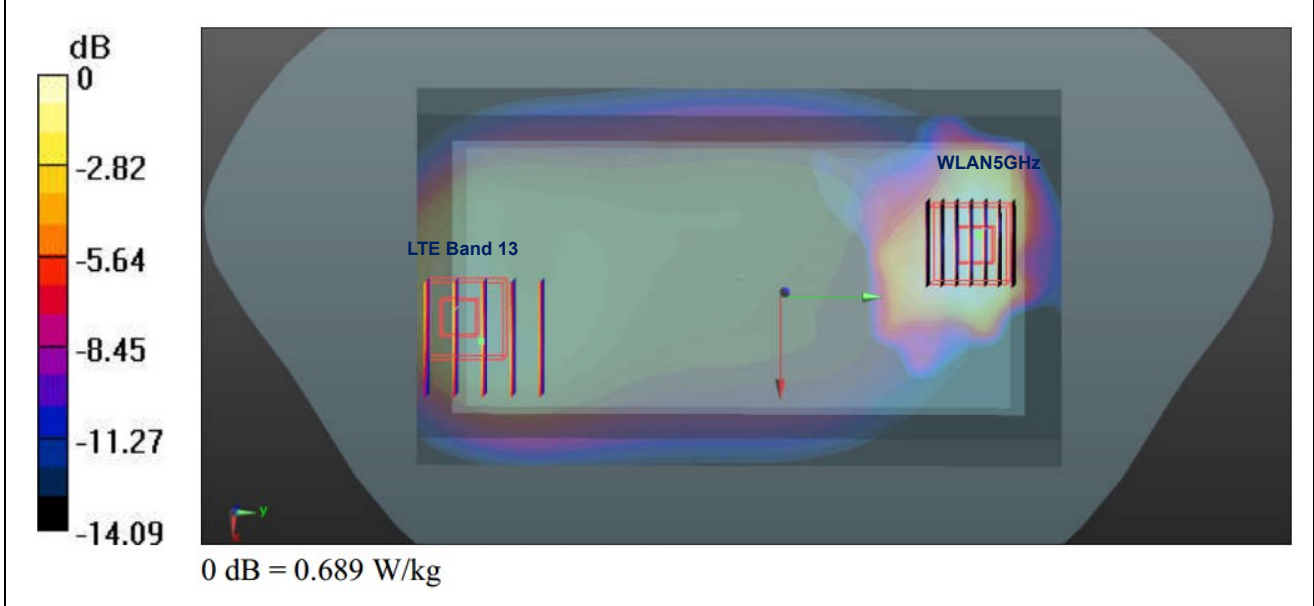 dB
0
-2.82
-5.64
-8.45
-11.27
-14.09
WLAN5GHz
LTE Band 13
y
x
0 dB = 0.689 W/kg